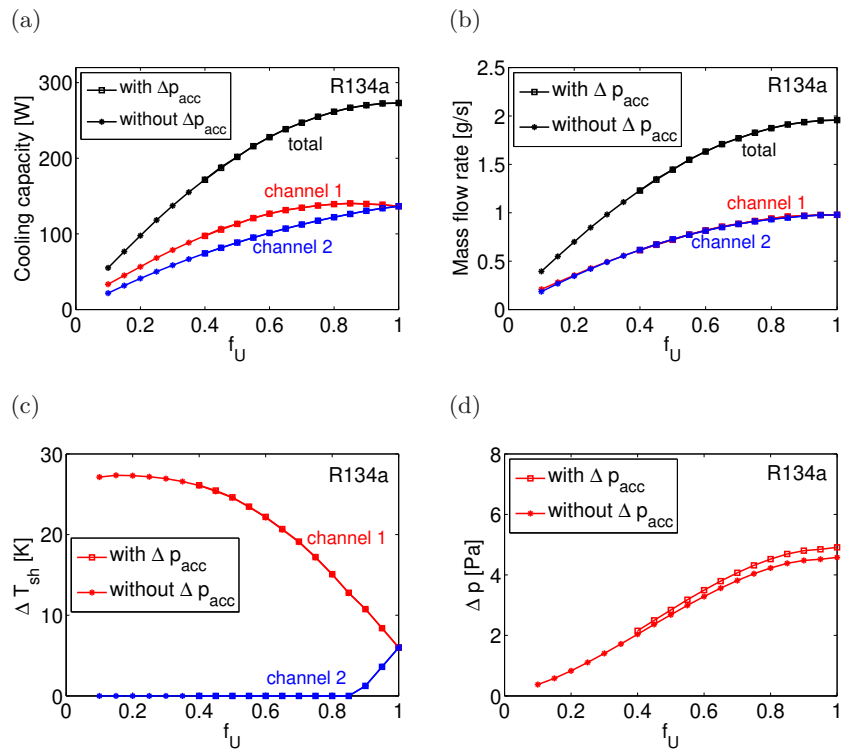 (a)
Cooling capacity [W]
300
200
100
0
with Δp_acc
without Δp_acc
R134a
total
channel 1
channel 2
0 0.2 0.4 0.6 0.8 1
f_U
(b)
Mass flow rate [g/s]
2.5
2
1.5
1
0.5
0
with Δ p_acc
without Δ p_acc
R134a
total
channel 1
channel 2
0 0.2 0.4 0.6 0.8 1
f_U
(c)
Δ T_sh [K]
30
20
10
0
R134a
channel 1
with Δ p_acc
without Δ p_acc
channel 2
0 0.2 0.4 0.6 0.8 1
f_U
(d)
Δ p [Pa]
8
6
4
2
0
with Δ p_acc
without Δ p_acc
R134a
0 0.2 0.4 0.6 0.8 1
f_U